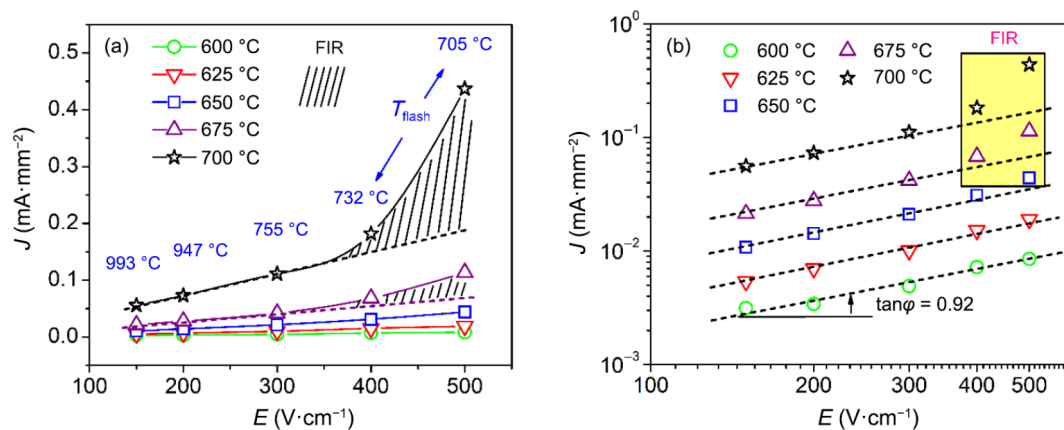 (a)
600 °C
625 °C
650 °C
675 °C
700 °C
FIR
705 °C
T_flash
732 °C
755 °C
947 °C
993 °C
0.5
0.4
0.3
0.2
0.1
0.0
J (mA·mm⁻²)
100 200 300 400 500
E (V·cm⁻¹)
(b)
600 °C
625 °C
650 °C
675 °C
700 °C
FIR
tanφ = 0.92
10⁰
10⁻¹
10⁻²
10⁻³
J (mA·mm⁻²)
100 200 300 400 500
E (V·cm⁻¹)